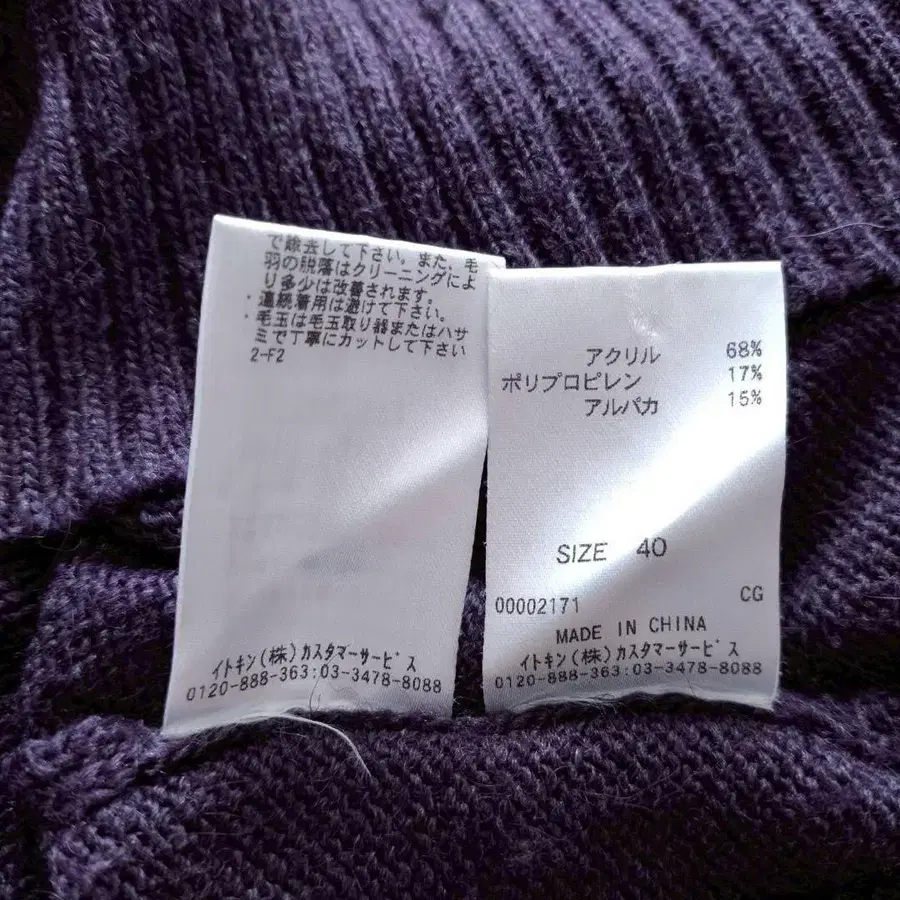 で除去して下さい。また、毛
羽の脱落はクリーニングによ
り多少は改善されます。
・連続着用は避けて下さい。
・毛玉は毛玉取り器またはハサ
ミで丁寧にカットして下さい
2-F2
イトキン(株)カスタマーサービス
0120-888-363:03-3478-8088
アクリル 68%
ポリプロピレン 17%
アルパカ 15%
SIZE 40
00002171 CG
MADE IN CHINA
イトキン(株)カスタマーサービス
0120-888-363:03-3478-8088